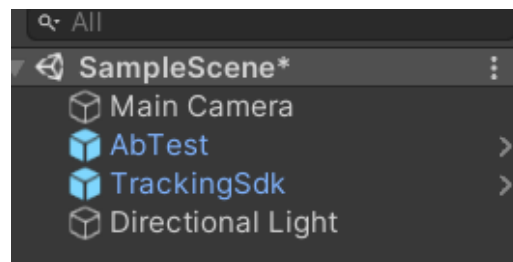 All
SampleScene*
Main Camera
AbTest
TrackingSdk
Directional Light